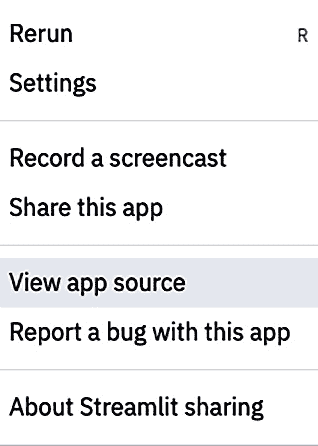 Rerun R
Settings
Record a screencast
Share this app
View app source
Report a bug with this app
About Streamlit sharing